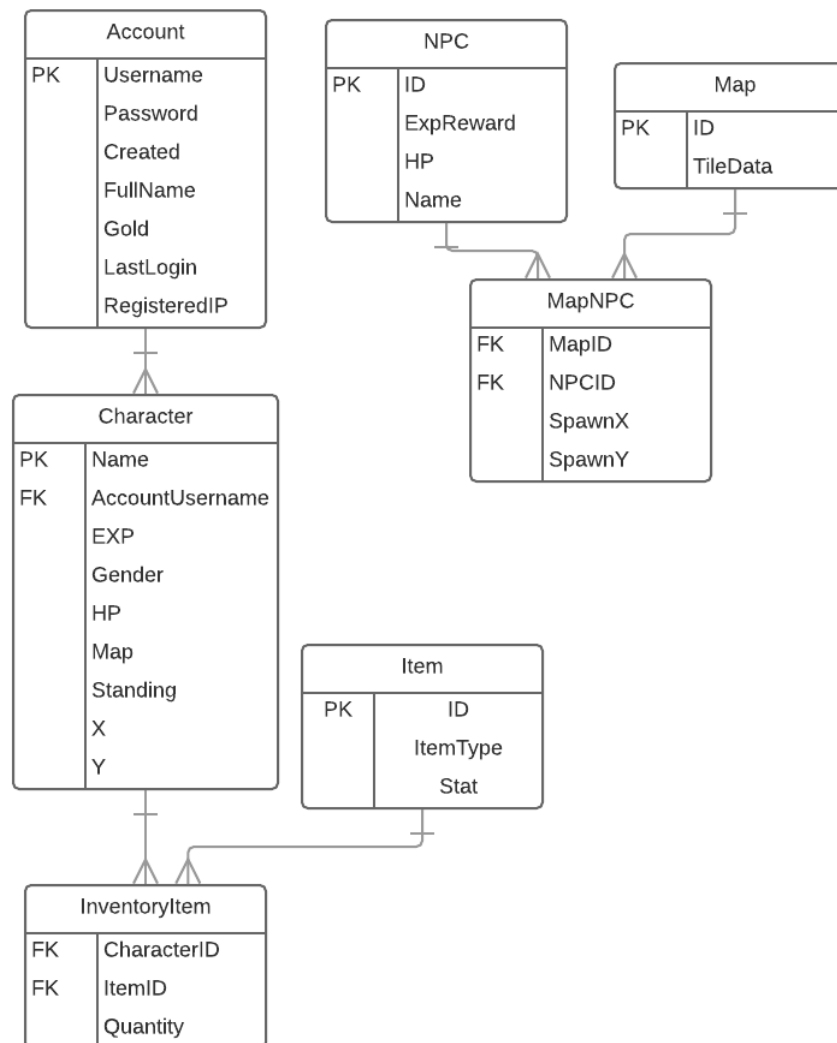 Account
PK Username
Password
Created
FullName
Gold
LastLogin
RegisteredIP
NPC
PK ID
ExpReward
HP
Name
Map
PK ID
TileData
MapNPC
FK MapID
FK NPCID
SpawnX
SpawnY
Character
PK Name
FK AccountUsername
EXP
Gender
HP
Map
Standing
X
Y
Item
PK ID
ItemType
Stat
InventoryItem
FK CharacterID
FK ItemID
Quantity